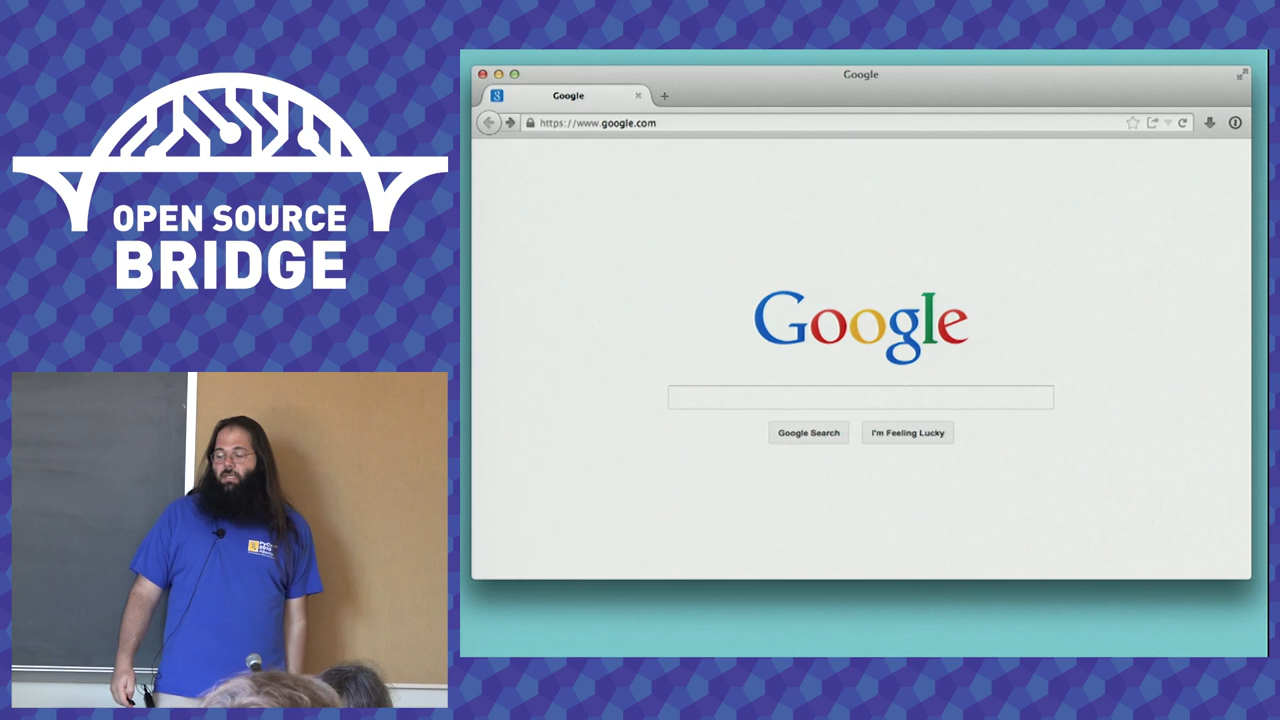 OPEN SOURCE
BRIDGE
Google
Google
https://www.google.com
Google
Google Search
I'm Feeling Lucky